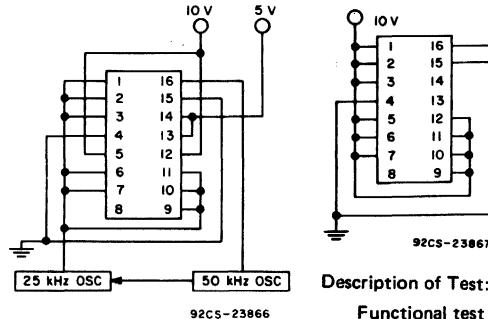 10 V
5 V
1 16
2 15
3 14
4 13
5 12
6 11
7 10
8 9
25 kHz OSC
50 kHz OSC
92CS-23866
10 V
1 16
2 15
3 14
4 13
5 12
6 11
7 10
8 9
92CS-23867
Description of Test:
Functional test